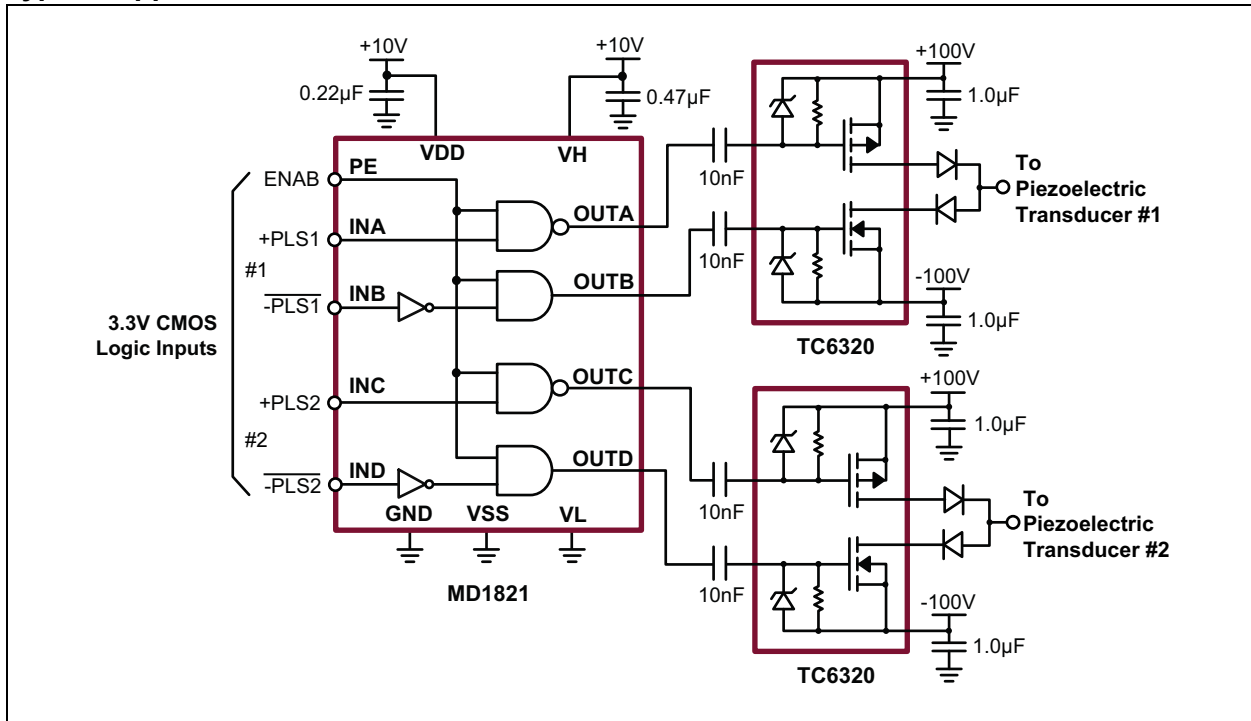 +10V
+10V
0.22µF
0.47µF
VDD
VH
ENAB
PE
INA
+PLS1
#1
-PLS1
INB
3.3V CMOS
Logic Inputs
INC
+PLS2
#2
-PLS2
IND
GND
VSS
VL
OUTA
OUTB
OUTC
OUTD
MD1821
10nF
10nF
10nF
10nF
+100V
1.0µF
To
Piezoelectric
Transducer #1
-100V
1.0µF
TC6320
+100V
1.0µF
To
Piezoelectric
Transducer #2
-100V
1.0µF
TC6320